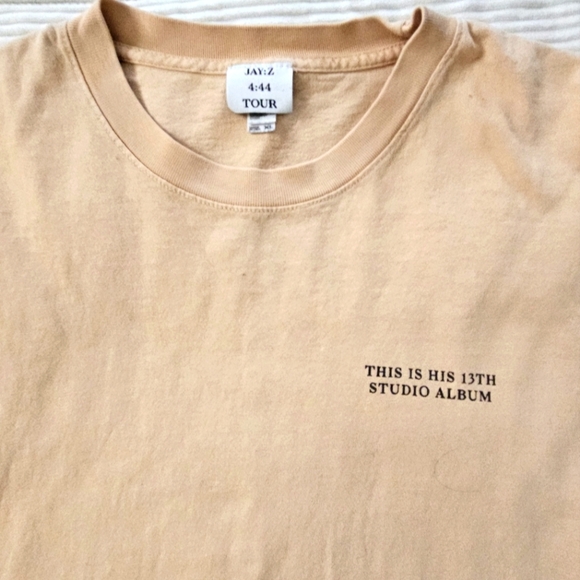 JAY:Z
4:44
TOUR
THIS IS HIS 13TH
STUDIO ALBUM